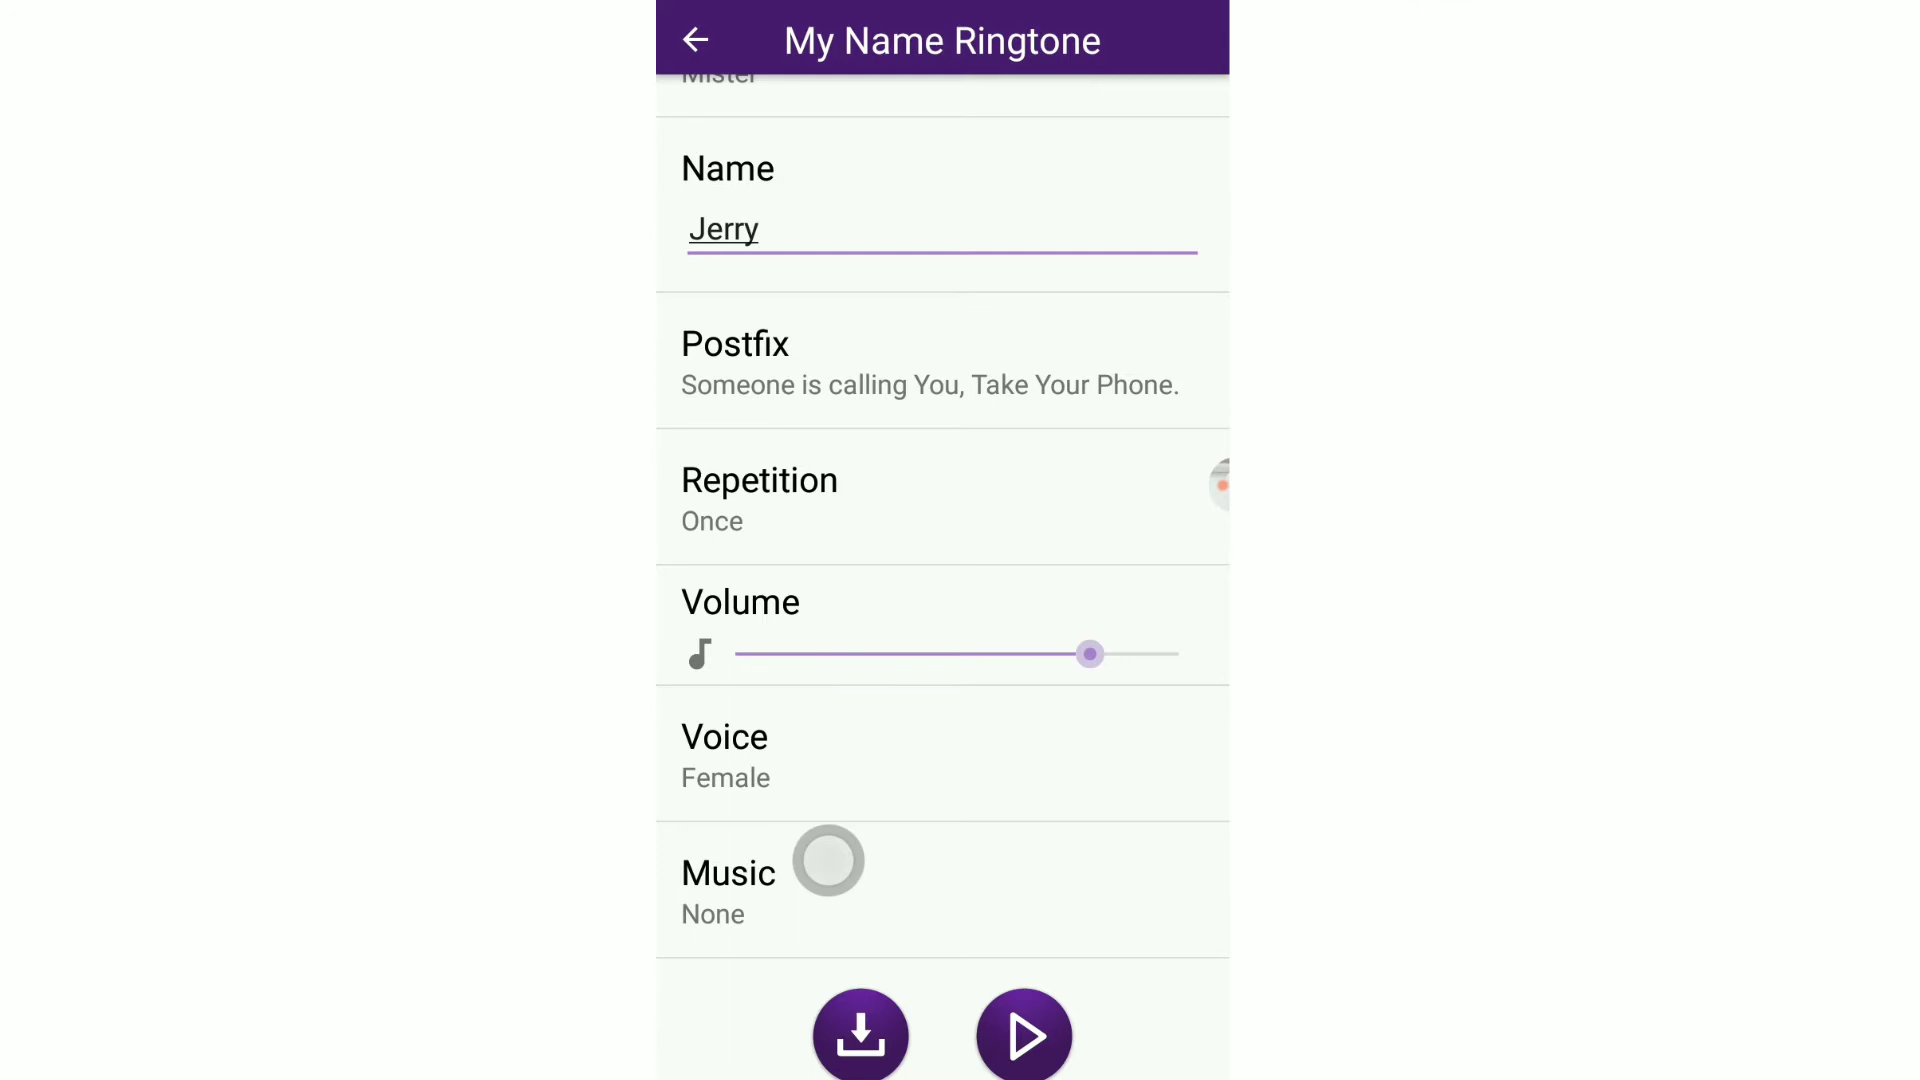 My Name Ringtone
Mister
Name
Jerry
Postfix
Someone is calling You, Take Your Phone.
Repetition
Once
Volume
Voice
Female
Music
None